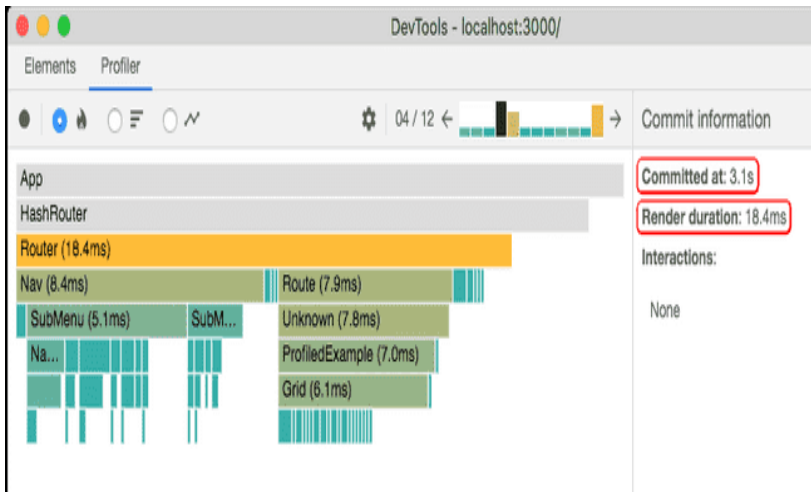 DevTools - localhost:3000/
Elements Profiler
04 / 12
Commit information
App
Committed at: 3.1s
HashRouter
Render duration: 18.4ms
Router (18.4ms)
Interactions:
Nav (8.4ms) Route (7.9ms)
None
SubMenu (5.1ms) SubM... Unknown (7.8ms)
Na... ProfiledExample (7.0ms)
Grid (6.1ms)